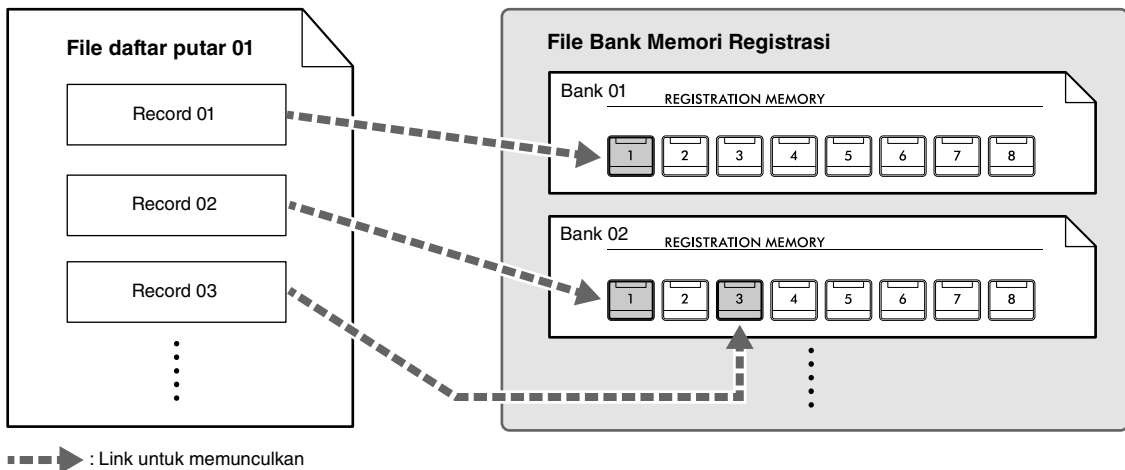 File daftar putar 01
Record 01
Record 02
Record 03
File Bank Memori Registrasi
Bank 01
REGISTRATION MEMORY
1 2 3 4 5 6 7 8
Bank 02
REGISTRATION MEMORY
1 2 3 4 5 6 7 8
: Link untuk memunculkan